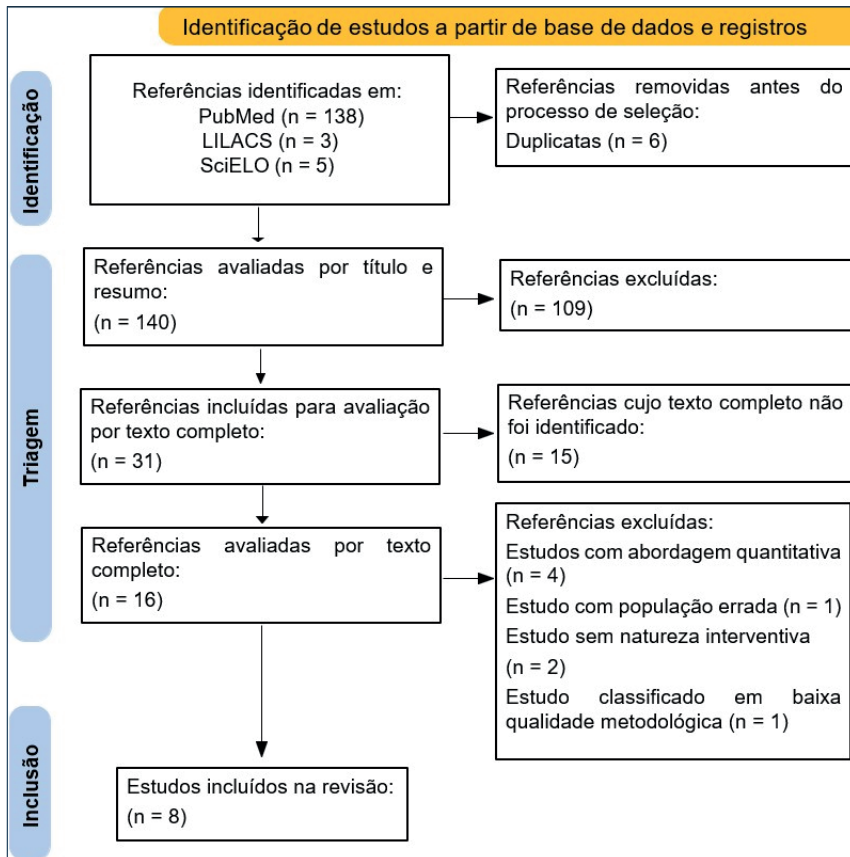 Identificação de estudos a partir de base de dados e registros
Identificação
Referências identificadas em:
PubMed (n = 138)
LILACS (n = 3)
SciELO (n = 5)
Referências removidas antes do
processo de seleção:
Duplicatas (n = 6)
Triagem
Referências avaliadas por título e
resumo:
(n = 140)
Referências excluídas:
(n = 109)
Referências incluídas para avaliação
por texto completo:
(n = 31)
Referências cujo texto completo não
foi identificado:
(n = 15)
Referências avaliadas por texto
completo:
(n = 16)
Referências excluídas:
Estudos com abordagem quantitativa
(n = 4)
Estudo com população errada (n = 1)
Estudo sem natureza interventiva
(n = 2)
Estudo classificado em baixa
qualidade metodológica (n = 1)
Inclusão
Estudos incluídos na revisão:
(n = 8)